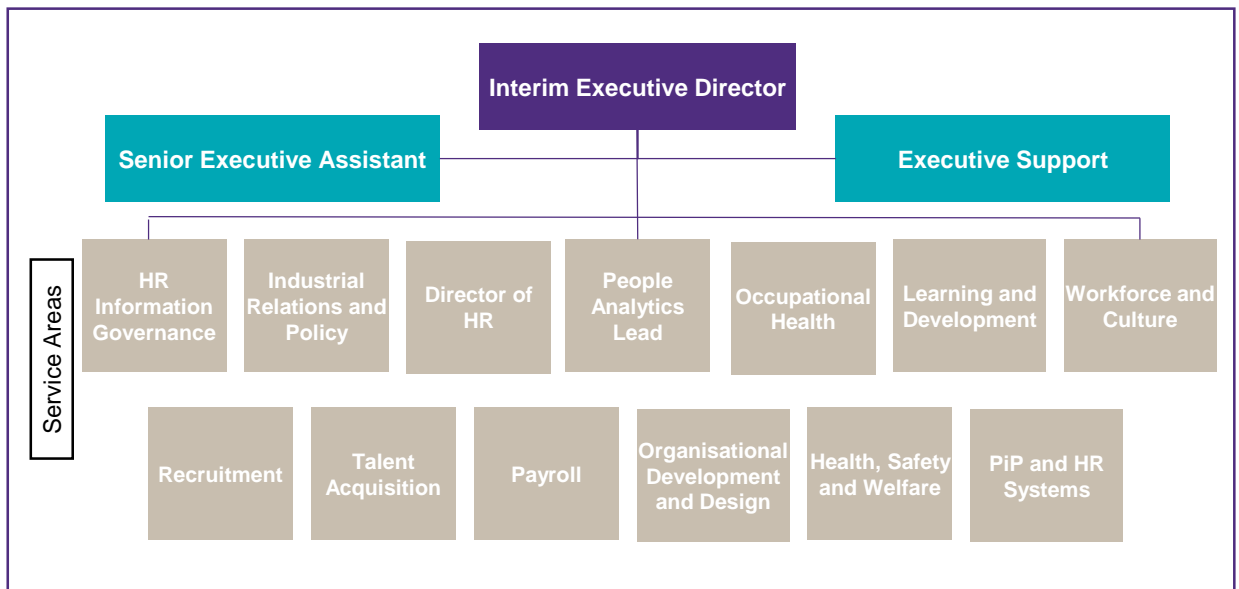 Interim Executive Director
Senior Executive Assistant
Executive Support
Service Areas
HR
Information
Governance
Industrial
Relations and
Policy
Director of
HR
People
Analytics
Lead
Occupational
Health
Learning and
Development
Workforce and
Culture
Recruitment
Talent
Acquisition
Payroll
Organisational
Development
and Design
Health, Safety
and Welfare
PiP and HR
Systems